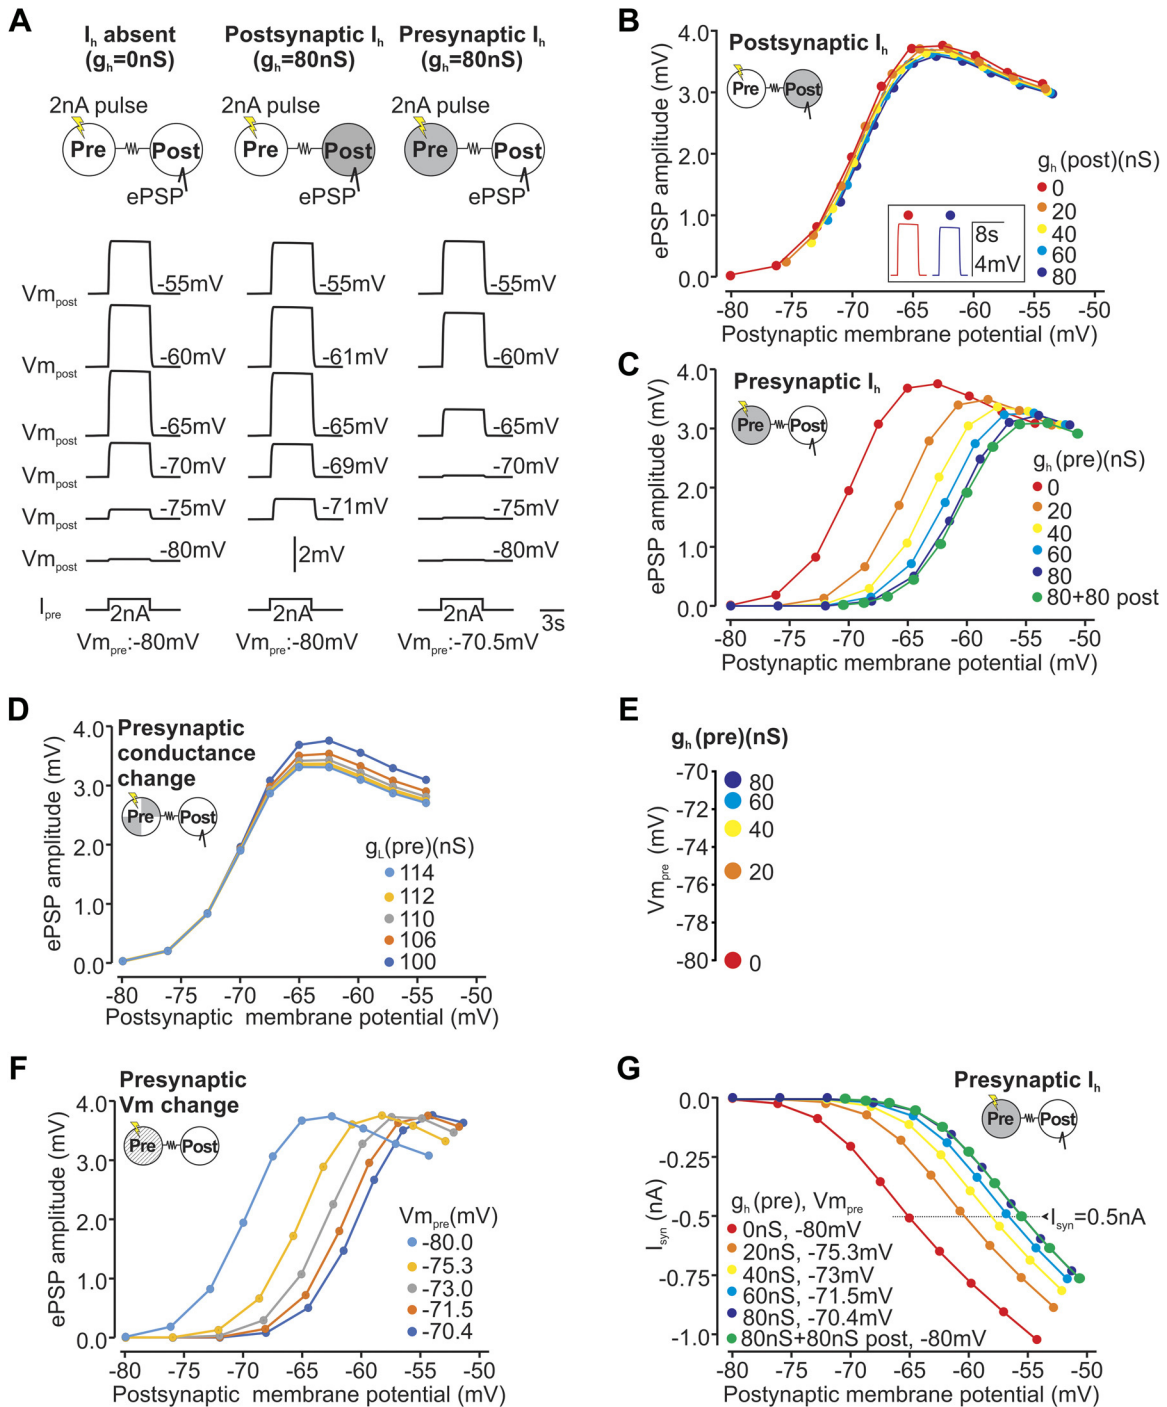 A
Ih absent
(gh=0nS)
Postsynaptic Ih
(gh=80nS)
Presynaptic Ih
(gh=80nS)
2nA pulse
2nA pulse
2nA pulse
Pre
Post
Pre
Post
Pre
Post
ePSP
ePSP
ePSP
Vmpost
-55mV
-55mV
-55mV
Vmpost
-60mV
-61mV
-60mV
Vmpost
-65mV
-65mV
-65mV
Vmpost
-70mV
-69mV
-70mV
Vmpost
-75mV
-71mV
-75mV
Vmpost
-80mV
2mV
-80mV
Ipre
2nA
2nA
2nA
3s
Vmpre:-80mV
Vmpre:-80mV
Vmpre:-70.5mV
B
Postsynaptic Ih
Pre
Post
ePSP amplitude (mV)
4.0
3.0
2.0
1.0
0.0
gh(post)(nS)
0
20
40
60
80
8s
4mV
-80
-75
-70
-65
-60
-55
-50
Postynaptic membrane potential (mV)
C
Presynaptic Ih
Pre
Post
ePSP amplitude (mV)
4.0
3.0
2.0
1.0
0.0
gh(pre)(nS)
0
20
40
60
80
80+80 post
-80
-75
-70
-65
-60
-55
-50
Postynaptic membrane potential (mV)
D
Presynaptic
conductance
change
Pre
Post
ePSP amplitude (mV)
4.0
3.0
2.0
1.0
0.0
gL(pre)(nS)
114
112
110
106
100
-80
-75
-70
-65
-60
-55
-50
Postsynaptic membrane potential (mV)
E
gh(pre)(nS)
Vmpre (mV)
-70
-72
-74
-76
-78
-80
80
60
40
20
0
F
Presynaptic
Vm change
Pre
Post
ePSP amplitude (mV)
4.0
3.0
2.0
1.0
0.0
Vmpre(mV)
-80.0
-75.3
-73.0
-71.5
-70.4
-80
-75
-70
-65
-60
-55
-50
Postsynaptic membrane potential (mV)
G
Presynaptic Ih
Pre
Post
Isyn (nA)
0.0
-0.25
-0.5
-0.75
-1.0
Isyn=0.5nA
gh(pre), Vmpre
0nS, -80mV
20nS, -75.3mV
40nS, -73mV
60nS, -71.5mV
80nS, -70.4mV
80nS+80nS post, -80mV
-80
-75
-70
-65
-60
-55
-50
Postynaptic membrane potential (mV)